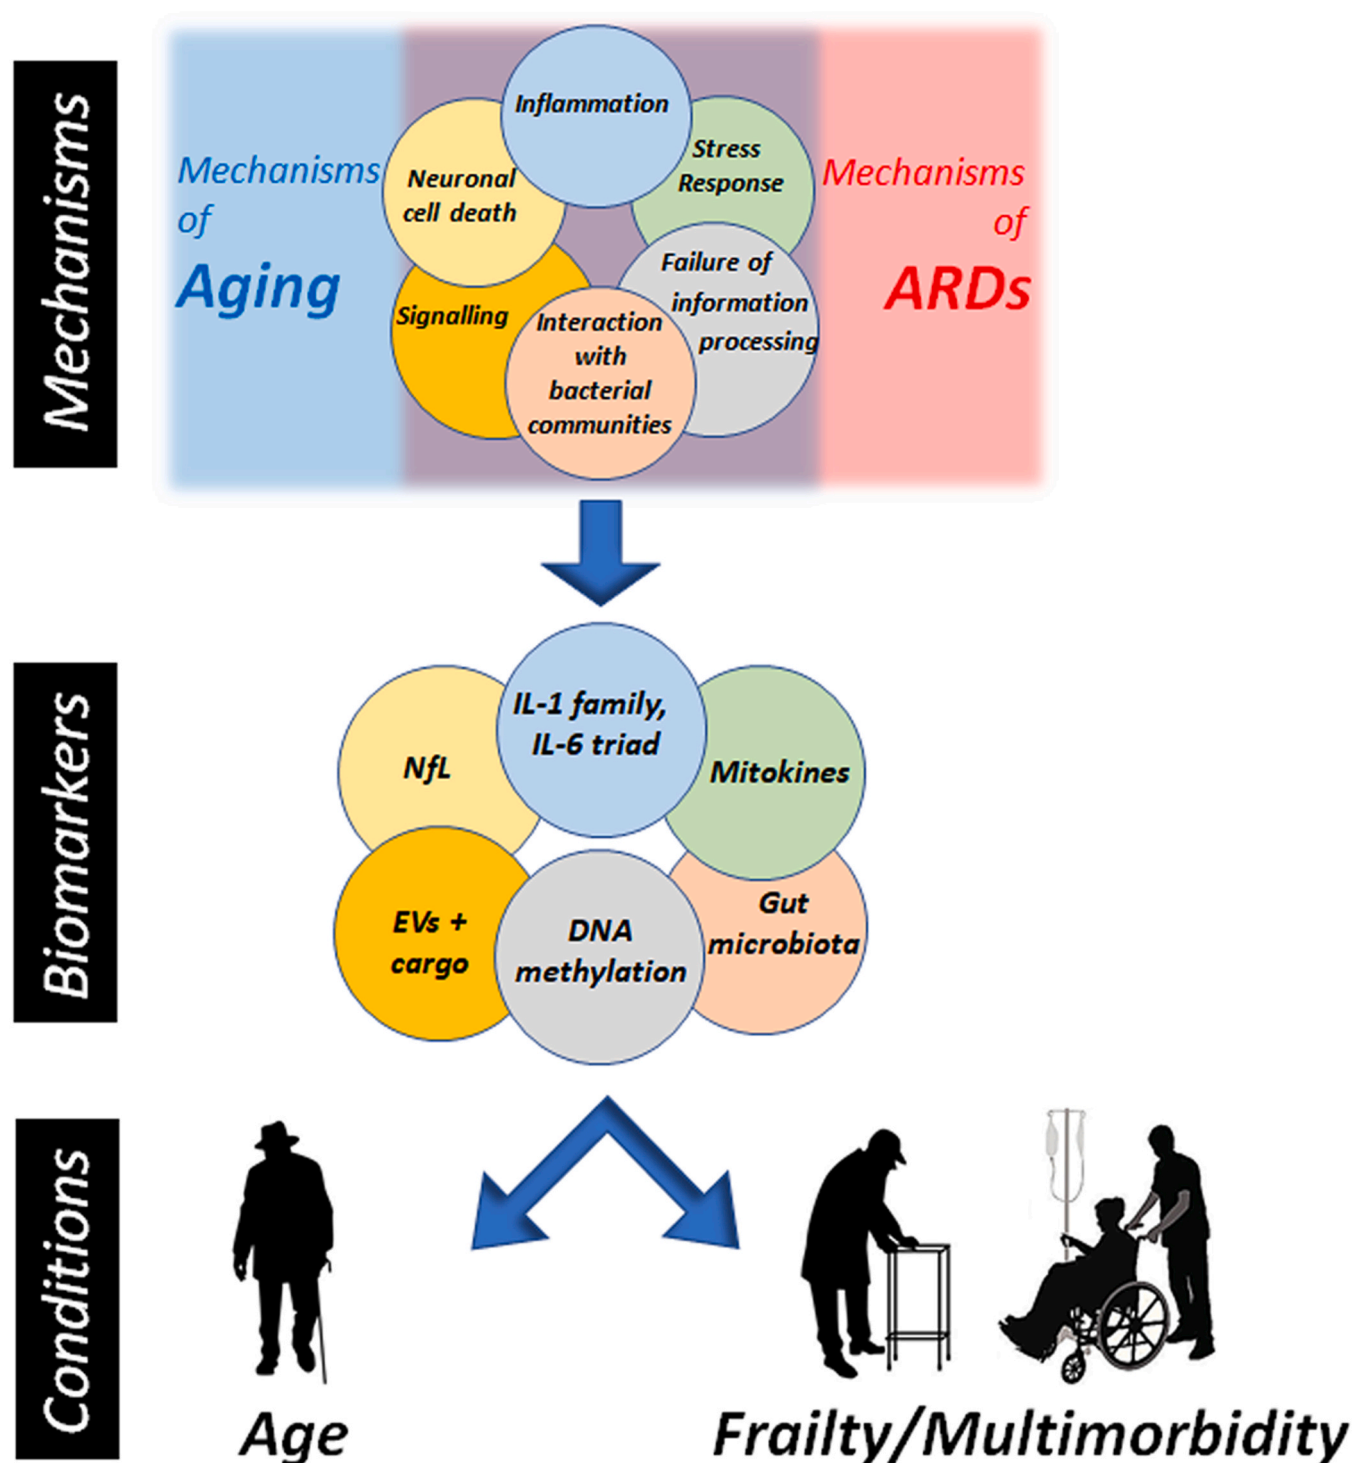 Mechanisms
Mechanisms
of
Aging
Inflammation
Neuronal
cell death
Stress
Response
Signalling
Interaction
with
bacterial
communities
Failure of
information
processing
Mechanisms
of
ARDs
Biomarkers
IL-1 family,
IL-6 triad
NfL
Mitokines
EVs +
cargo
DNA
methylation
Gut
microbiota
Conditions
Age
Frailty/Multimorbidity